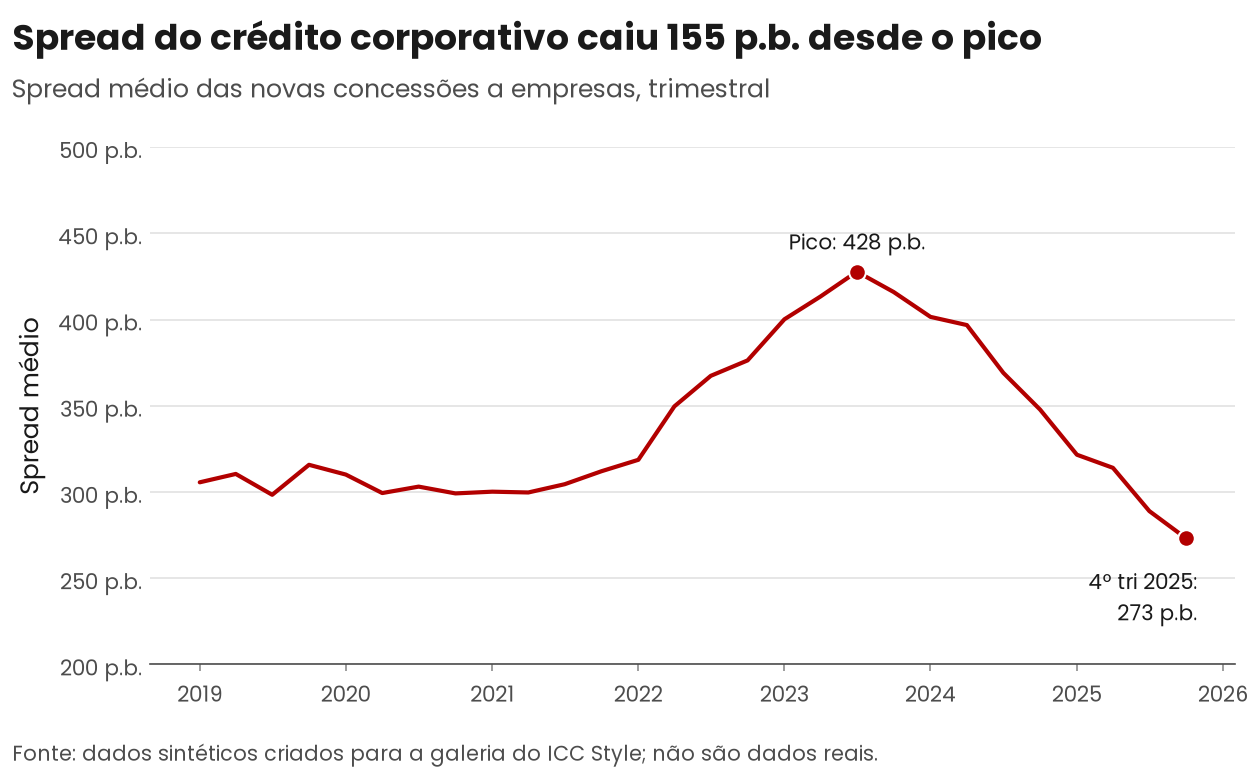 Spread do crédito corporativo caiu 155 p.b. desde o pico
Spread médio das novas concessões a empresas, trimestral
500 p.b.
450 p.b.
Pico: 428 p.b.
400 p.b.
Spread médio
350 p.b.
300 p.b.
250 p.b.
4º tri 2025:
273 p.b.
200 p.b.
2019 2020 2021 2022 2023 2024 2025 2026
Fonte: dados sintéticos criados para a galeria do ICC Style; não são dados reais.